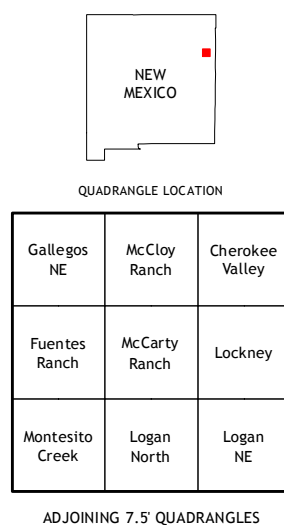 NEW
MEXICO
QUADRANGLE LOCATION
Gallegos
NE
McCloy
Ranch
Cherokee
Valley
Fuentes
Ranch
McCarty
Ranch
Lockney
Montesito
Creek
Logan
North
Logan
NE
ADJOINING 7.5' QUADRANGLES